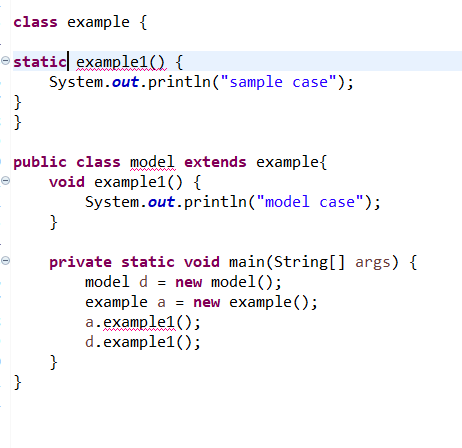 class example {
static example1() {
System.out.println("sample case");
}
}
public class model extends example{
void example1() {
System.out.println("model case");
}
private static void main(String[] args) {
model d = new model();
example a = new example();
a.example1();
d.example1();
}
}